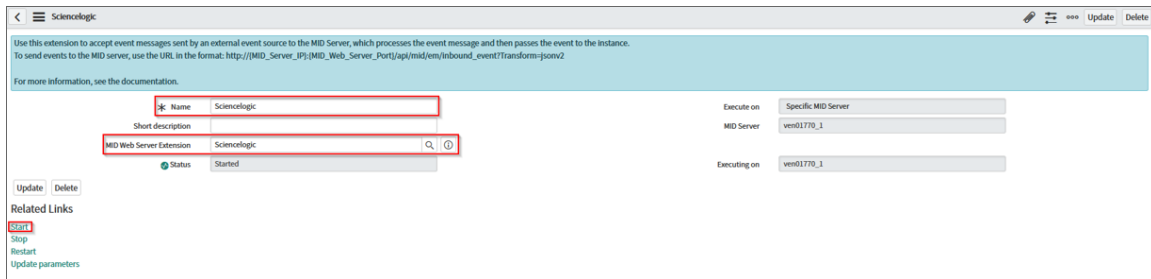 Sciencelogic
Update Delete
Use this extension to accept event messages sent by an external event source to the MID Server, which processes the event message and then passes the event to the instance.
To send events to the MID server, use the URL in the format: http://{MID_Server_IP}:{MID_Web_Server_Port}/api/mid/em/inbound_event?Transform=jsonv2
For more information, see the documentation.
Name Sciencelogic Execute on Specific MID Server
Short description MID Server ven01770_1
MID Web Server Extension Sciencelogic
Status Started Executing on ven01770_1
Update Delete
Related Links
Start
Stop
Restart
Update parameters